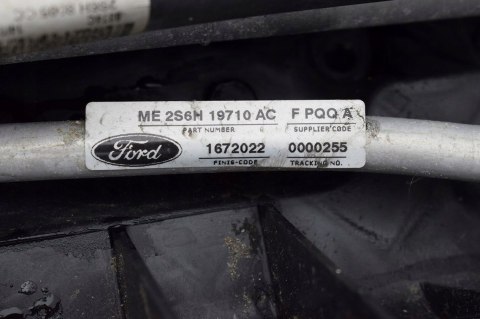 ME 2S6H 19710 AC F PQQ A
PART NUMBER SUPPLIER CODE
Ford 1672022 0000255
FINIS-CODE TRACKING NO.